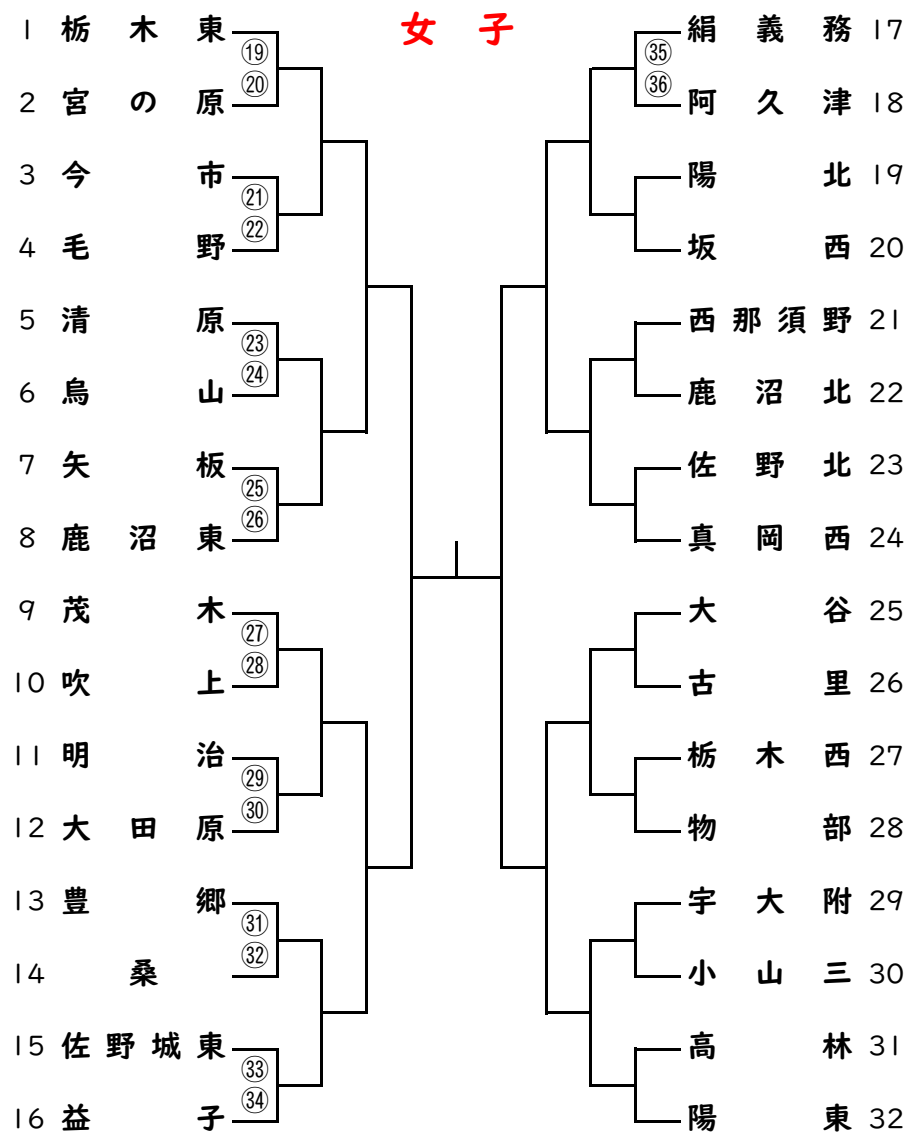 女子
1 栃木東
⑲
⑳
2 宮の原
3 今市
㉑
㉒
4 毛野
5 清原
㉓
㉔
6 烏山
7 矢板
㉕
㉖
8 鹿沼東
9 茂木
㉗
㉘
10 吹上
11 明治
㉙
㉚
12 大田原
13 豊郷
㉛
㉜
14 桑
15 佐野城東
㉝
㉞
16 益子
絹義務 17
㉟
㊱
阿久津 18
陽北 19
坂西 20
西那須野 21
鹿沼北 22
佐野北 23
真岡西 24
大谷 25
古里 26
栃木西 27
物部 28
宇大附 29
小山三 30
高林 31
陽東 32